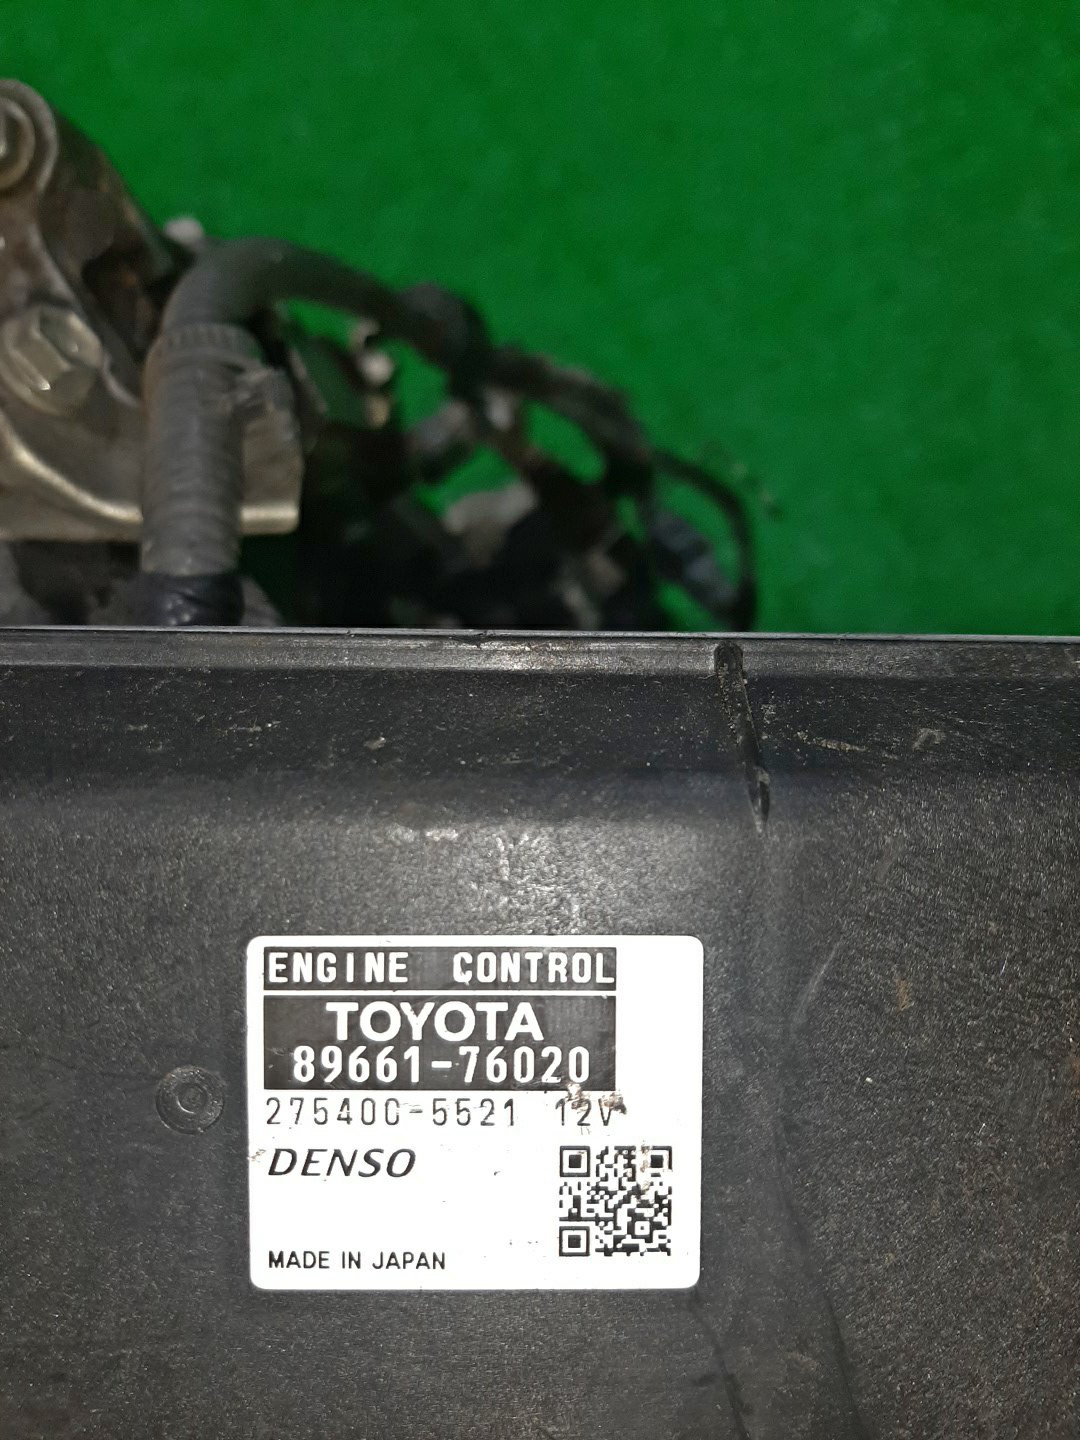 ENGINE CONTROL
TOYOTA
89661-76020
275400-5521 12V
DENSO
MADE IN JAPAN